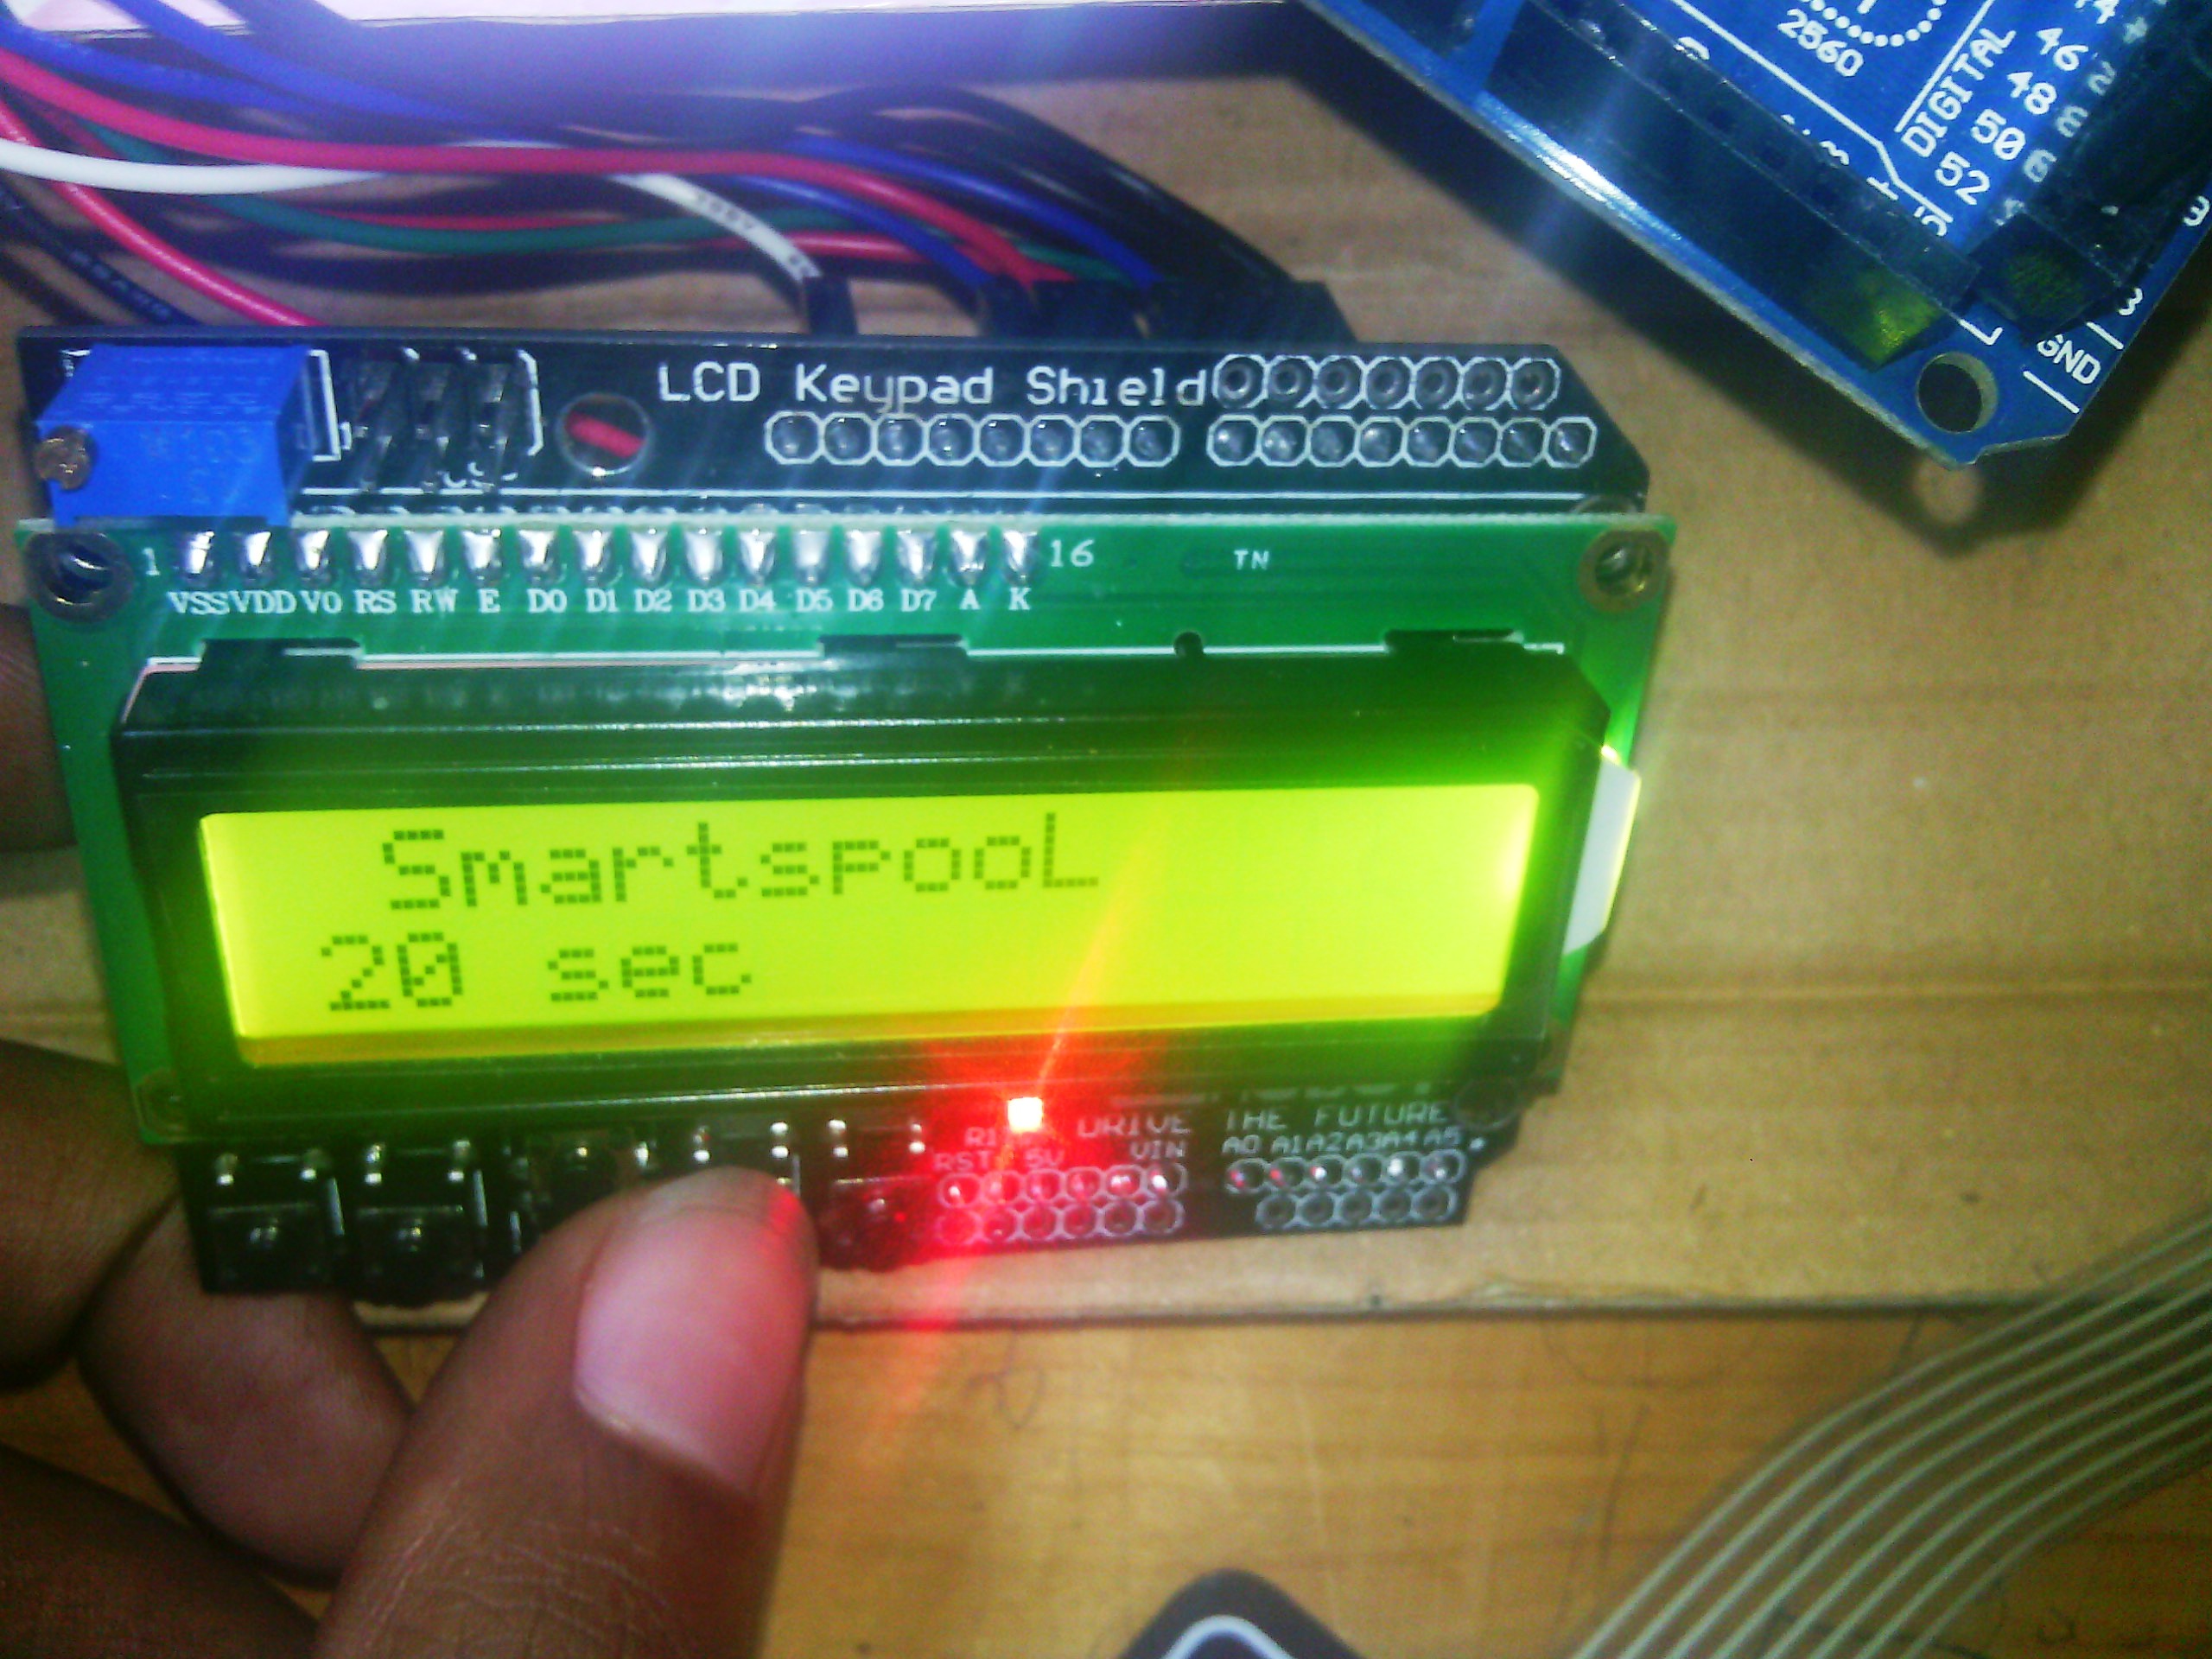 2560
DIGITAL
46
48
50
52
GND
LCD Keypad Shield
1
16
TN
VSS VDD V0 RS RW E D0 D1 D2 D3 D4 D5 D6 D7 A K
SmartspooL
20 sec
DRIVE THE FUTURE
RST 5V VIN A0 A1 A2 A3 A4 A5